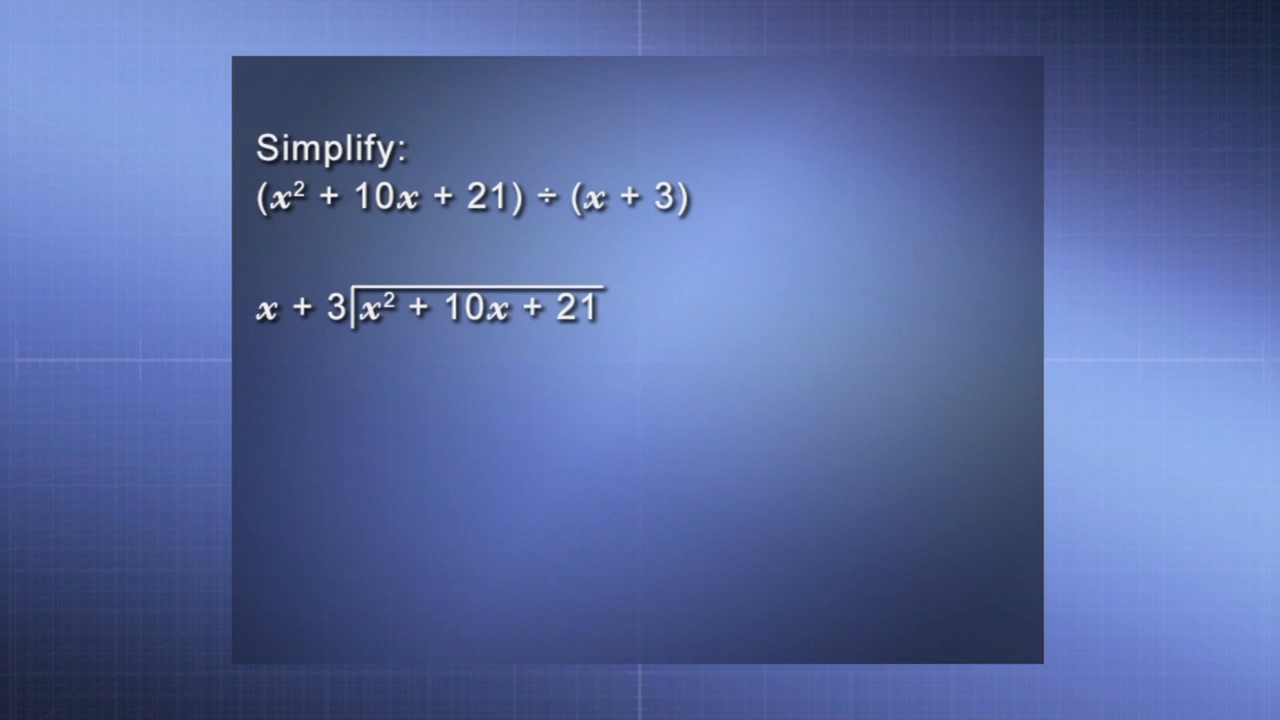 Simplify:
(x² + 10x + 21) ÷ (x + 3)
x + 3|x² + 10x + 21